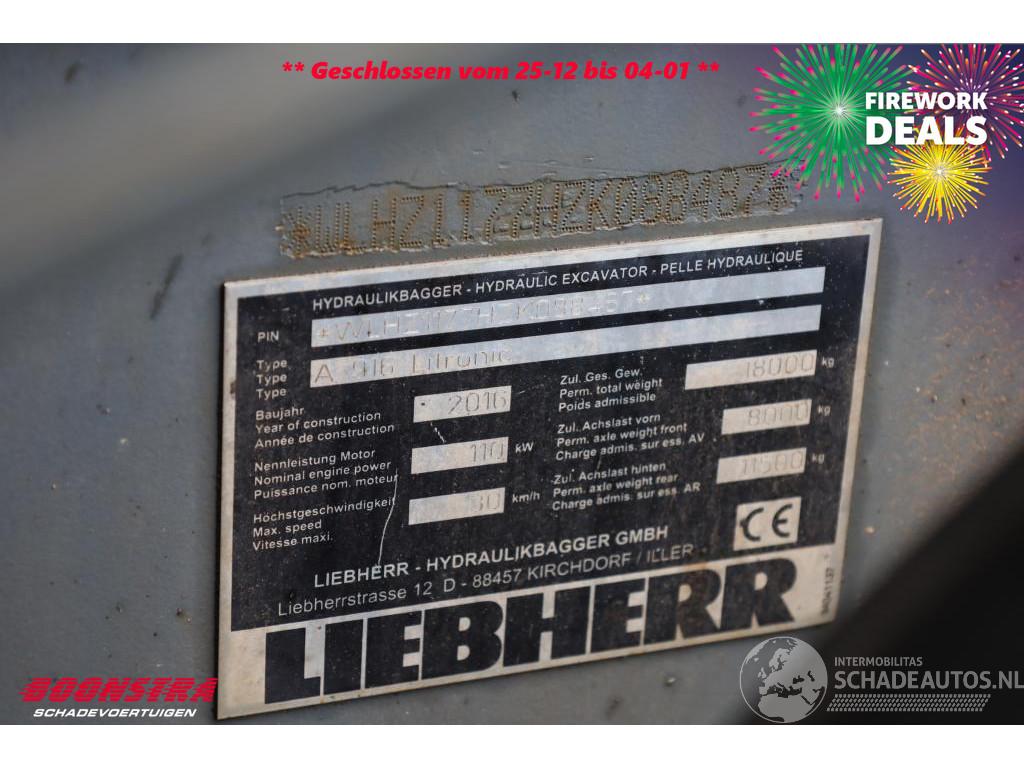 ** Geschlossen vom 25-12 bis 04-01 **
FIREWORK
DEALS
HYDRAULIKBAGGER - HYDRAULIC EXCAVATOR - PELLE HYDRAULIQUE
PIN
Type A 916 Litronic
Type
Type
Baujahr 2016
Year of construction
Année de construction
Nennleistung Motor 110 kW
Nominal engine power
Puissance nom. moteur
Höchstgeschwindigkeit 30 km/h
Max. speed
Vitesse maxi.
Zul. Ges. Gew. 18000 kg
Perm. total weight
Poids admissible
Zul. Achslast vorn 8000 kg
Perm. axle weight front
Charge admis. sur ess. AV
Zul. Achslast hinten 11500 kg
Perm. axle weight rear
Charge admis. sur ess. AR
CE
LIEBHERR - HYDRAULIKBAGGER GMBH
Liebherrstrasse 12 D - 88457 KIRCHDORF / ILLER
LIEBHERR
BOONSTRA
SCHADEVOERTUIGEN
INTERMOBILITAS
SCHADEAUTOS.NL